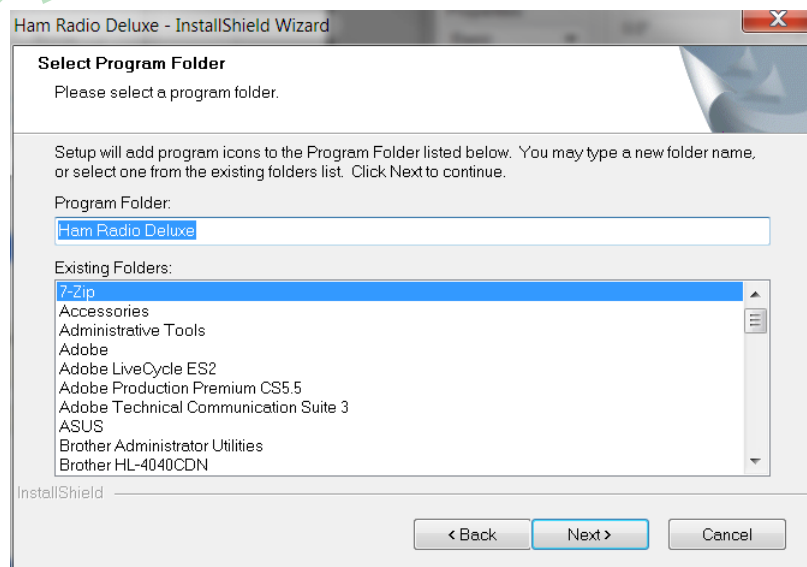 Ham Radio Deluxe - InstallShield Wizard
Select Program Folder
Please select a program folder.
Setup will add program icons to the Program Folder listed below. You may type a new folder name,
or select one from the existing folders list. Click Next to continue.
Program Folder:
Ham Radio Deluxe
Existing Folders:
7-Zip
Accessories
Administrative Tools
Adobe
Adobe LiveCycle ES2
Adobe Production Premium CS5.5
Adobe Technical Communication Suite 3
ASUS
Brother Administrator Utilities
Brother HL-4040CDN
InstallShield
< Back Next > Cancel